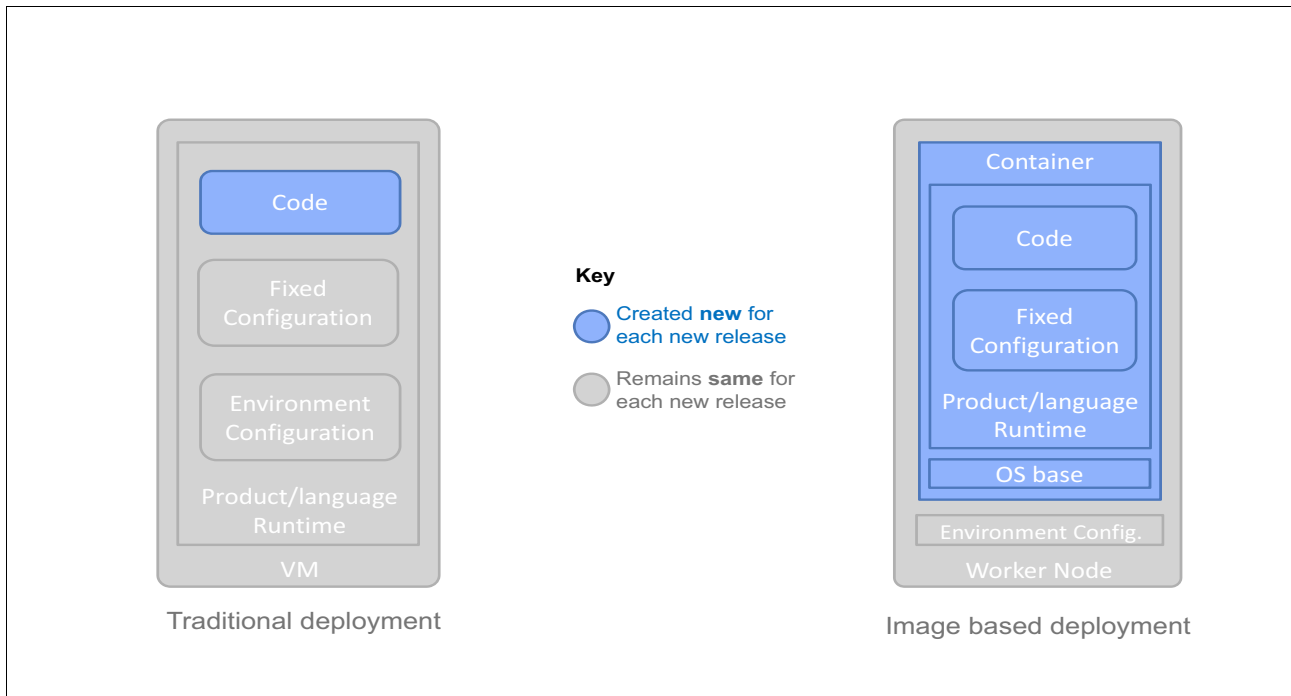 Code
Fixed
Configuration
Environment
Configuration
Product/language
Runtime
VM
Traditional deployment
Key
Created new for
each new release
Remains same for
each new release
Container
Code
Fixed
Configuration
Product/language
Runtime
OS base
Environment Config.
Worker Node
Image based deployment